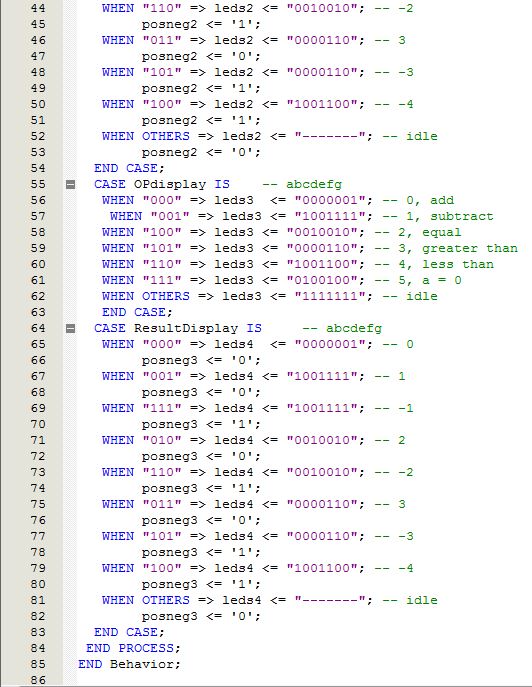 44 WHEN "110" => leds2 <= "0010010"; -- -2
45 posneg2 <= '1';
46 WHEN "011" => leds2 <= "0000110"; -- 3
47 posneg2 <= '0';
48 WHEN "101" => leds2 <= "0000110"; -- -3
49 posneg2 <= '1';
50 WHEN "100" => leds2 <= "1001100"; -- -4
51 posneg2 <= '1';
52 WHEN OTHERS => leds2 <= "-------"; -- idle
53 posneg2 <= '0';
54 END CASE;
55 CASE OPdisplay IS -- abcdefg
56 WHEN "000" => leds3 <= "0000001"; -- 0, add
57 WHEN "001" => leds3 <= "1001111"; -- 1, subtract
58 WHEN "100" => leds3 <= "0010010"; -- 2, equal
59 WHEN "101" => leds3 <= "0000110"; -- 3, greater than
60 WHEN "110" => leds3 <= "1001100"; -- 4, less than
61 WHEN "111" => leds3 <= "0100100"; -- 5, a = 0
62 WHEN OTHERS => leds3 <= "1111111"; -- idle
63 END CASE;
64 CASE ResultDisplay IS -- abcdefg
65 WHEN "000" => leds4 <= "0000001"; -- 0
66 posneg3 <= '0';
67 WHEN "001" => leds4 <= "1001111"; -- 1
68 posneg3 <= '0';
69 WHEN "111" => leds4 <= "1001111"; -- -1
70 posneg3 <= '1';
71 WHEN "010" => leds4 <= "0010010"; -- 2
72 posneg3 <= '0';
73 WHEN "110" => leds4 <= "0010010"; -- -2
74 posneg3 <= '1';
75 WHEN "011" => leds4 <= "0000110"; -- 3
76 posneg3 <= '0';
77 WHEN "101" => leds4 <= "0000110"; -- -3
78 posneg3 <= '1';
79 WHEN "100" => leds4 <= "1001100"; -- -4
80 posneg3 <= '1';
81 WHEN OTHERS => leds4 <= "-------"; -- idle
82 posneg3 <= '0';
83 END CASE;
84 END PROCESS;
85 END Behavior;
86